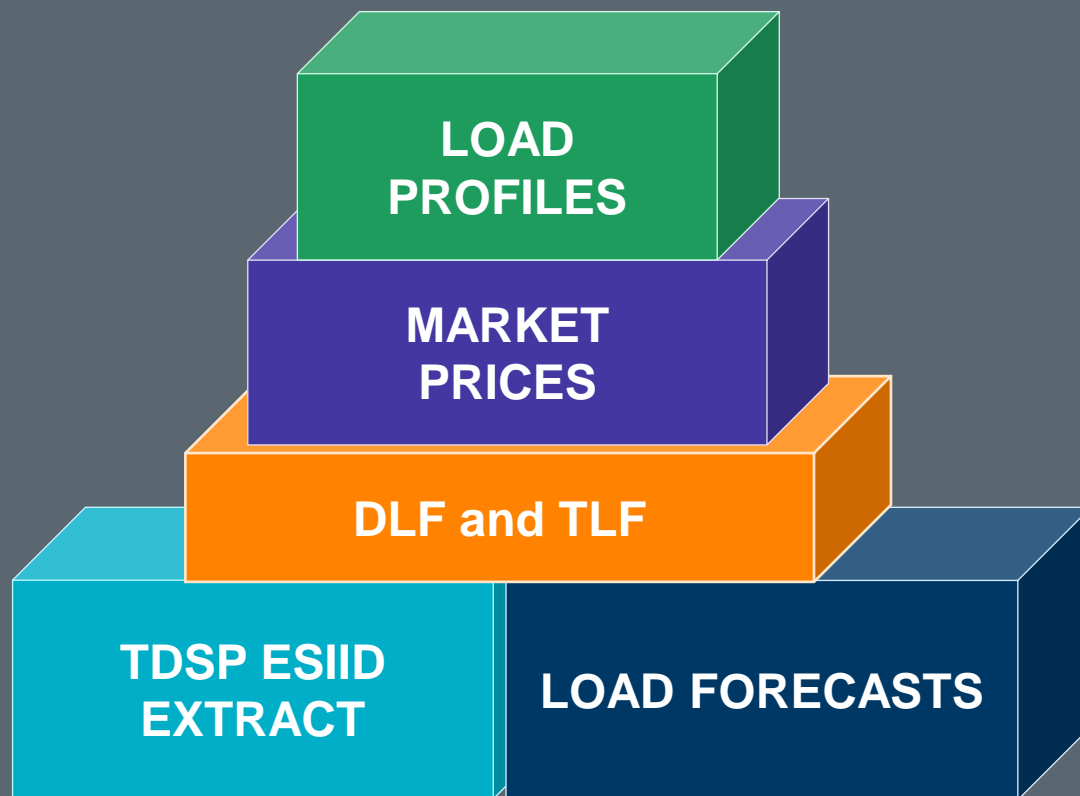 LOAD
PROFILES
MARKET
PRICES
DLF and TLF
TDSP ESIID
EXTRACT
LOAD FORECASTS